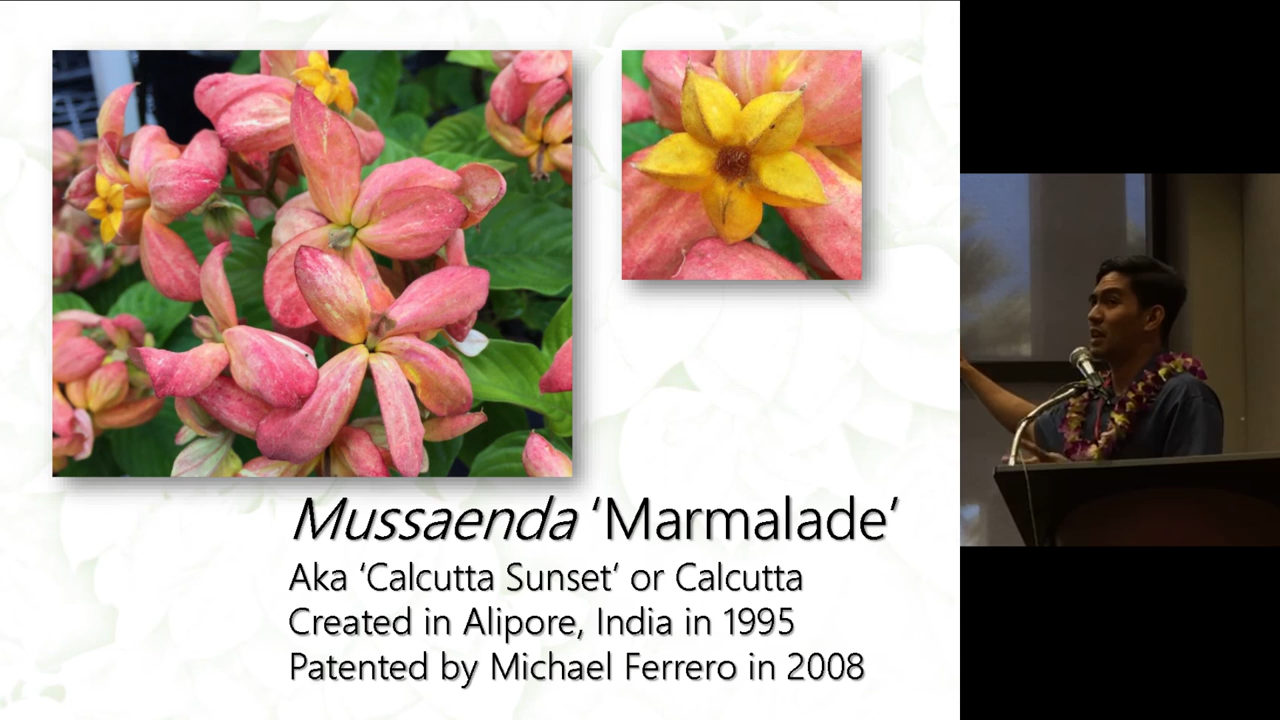 Mussaenda ‘Marmalade’
Aka ‘Calcutta Sunset’ or Calcutta
Created in Alipore, India in 1995
Patented by Michael Ferrero in 2008